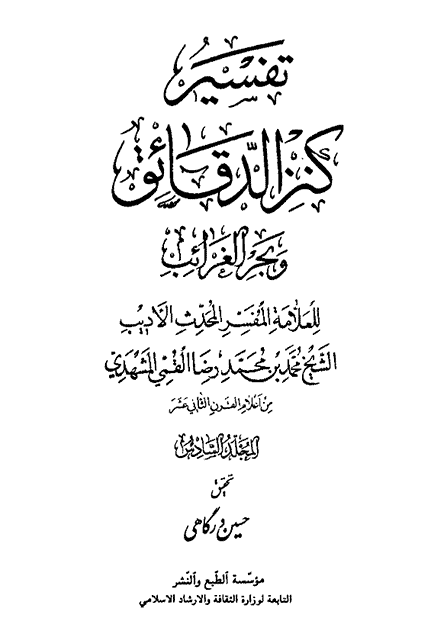 تفسير
كنز الدقائق
وبحر الغرائب
للعلامة المفسر المحدث الأديب
الشيخ محمد بن محمد رضا القمي المشهدي
من أعلام القرن الثاني عشر
المجلد السادس
تحقيق
حسين درگاهى
مؤسسة الطبع والنشر
التابعة لوزارة الثقافة والارشاد الاسلامي